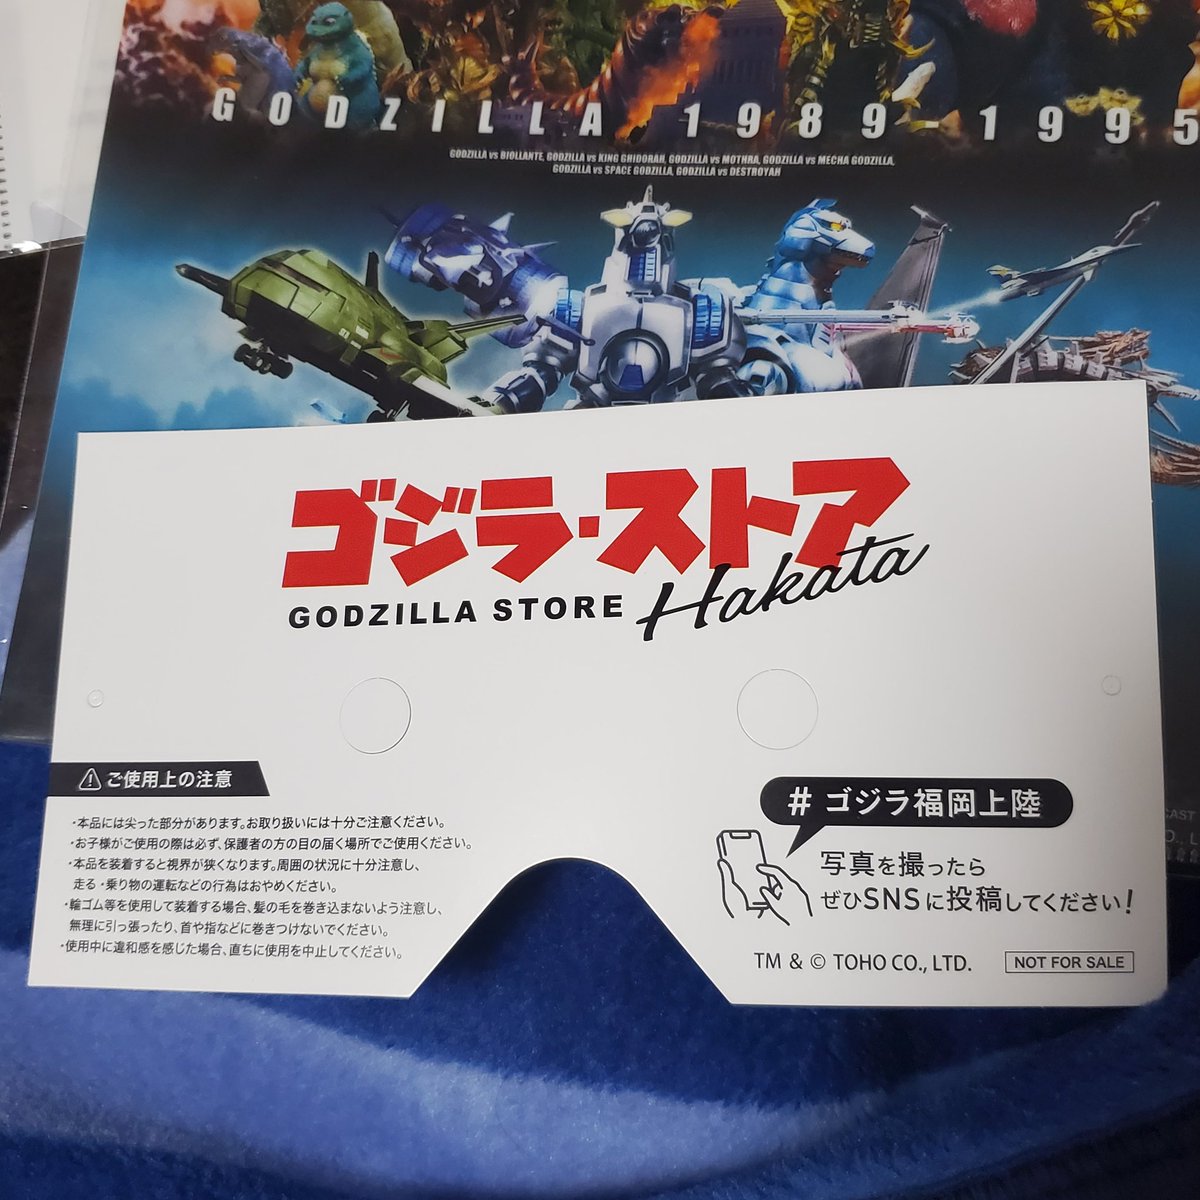 GODZILLA 1989-1995
GODZILLA vs BIOLLANTE, GODZILLA vs KING GHIDORAH, GODZILLA vs MOTHRA, GODZILLA vs MECHA GODZILLA,
GODZILLA vs SPACE GODZILLA, GODZILLA vs DESTROYAH
ゴジラ・ストア
GODZILLA STORE Hakata
ご使用上の注意
・本品には尖った部分があります。お取り扱いには十分ご注意ください。
・お子様がご使用の際は必ず、保護者の方の目の届く場所でご使用ください。
・本品を装着すると視界が狭くなります。周囲の状況に十分注意し、
走る・乗り物の運転などの行為はおやめください。
・輪ゴム等を使用して装着する場合、髪の毛を巻き込まないよう注意し、
無理に引っ張ったり、首や指などに巻きつけないでください。
・使用中に違和感を感じた場合、直ちに使用を中止してください。
# ゴジラ福岡上陸
写真を撮ったら
ぜひSNSに投稿してください!
TM & © TOHO CO., LTD.
NOT FOR SALE